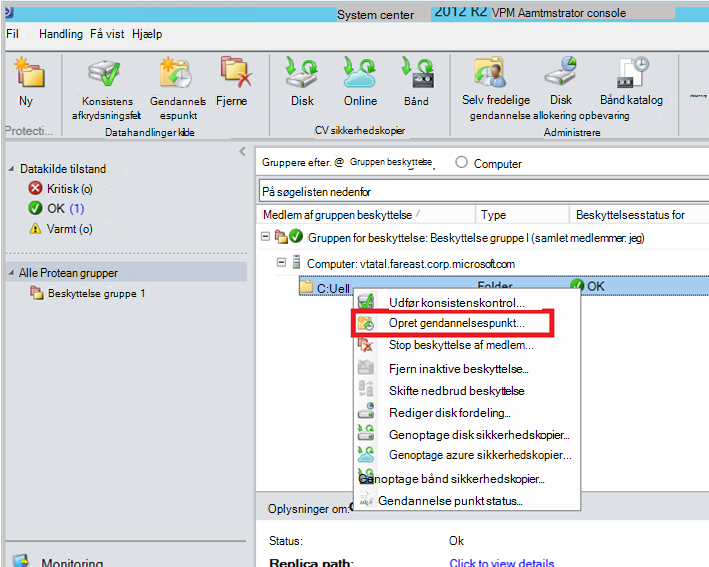 System center 2012 R2 VPM Aamtmstrator console
Fil Handling Få vist Hjælp
Ny
Konsistens afkrydsningsfet
Gendannels espunkt
Fjerne
Disk
Online
Bånd
Selv fredelige gendannelse
Disk allokering
Bånd katalog opbevaring
Protecti...
Datahandlinger kilde
CV sikkerhedskopier
Administrere
Datakilde tilstand
Kritisk (o)
OK (1)
Varmt (o)
Alle Protean grupper
Beskyttelse gruppe 1
Monitoring
Gruppere efter. @ Gruppen beskyttelse Computer
På søgelisten nedenfor
Medlem af gruppen beskyttelse / Type Beskyttelsesstatus for
Gruppen for beskyttelse: Beskyttelse gruppe I (samlet medlemmer: jeg)
Computer: vtatal.fareast.corp.microsoft.com
C:Uell Folder OK
Udfør konsistenskontrol...
Opret gendannelsespunkt...
Stop beskyttelse af medlem...
Fjern inaktive beskyttelse...
Skifte nedbrud beskyttelse
Rediger disk fordeling...
Genoptage disk sikkerhedskopier...
Genoptage azure sikkerhedskopier...
Genoptage bånd sikkerhedskopier...
Gendannelse punkt status...
Oplysninger om:
Status: Ok
Replica path: Click to view details